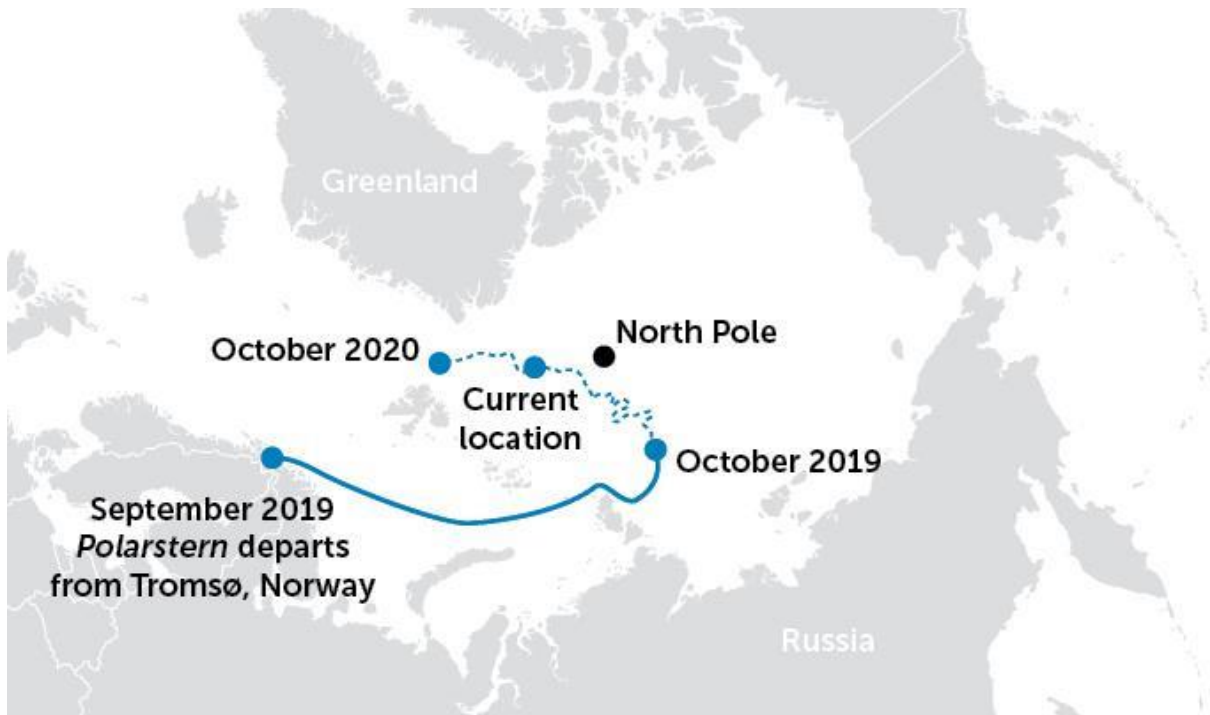 Greenland
North Pole
October 2020
Current
location
October 2019
September 2019
Polarstern departs
from Tromsø, Norway
Russia